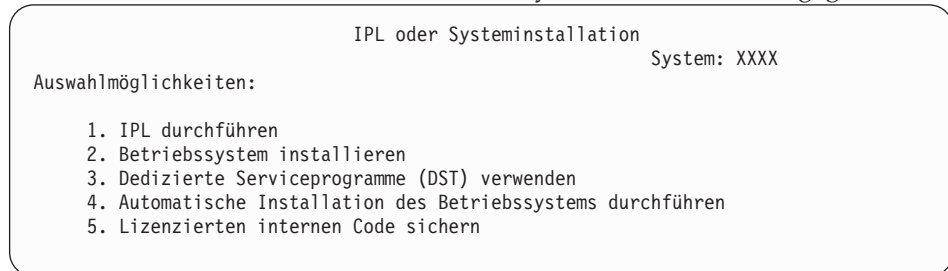 IPL oder Systeminstallation
System: XXXX
Auswahlmöglichkeiten:
1. IPL durchführen
2. Betriebssystem installieren
3. Dedizierte Serviceprogramme (DST) verwenden
4. Automatische Installation des Betriebssystems durchführen
5. Lizenzierten internen Code sichern